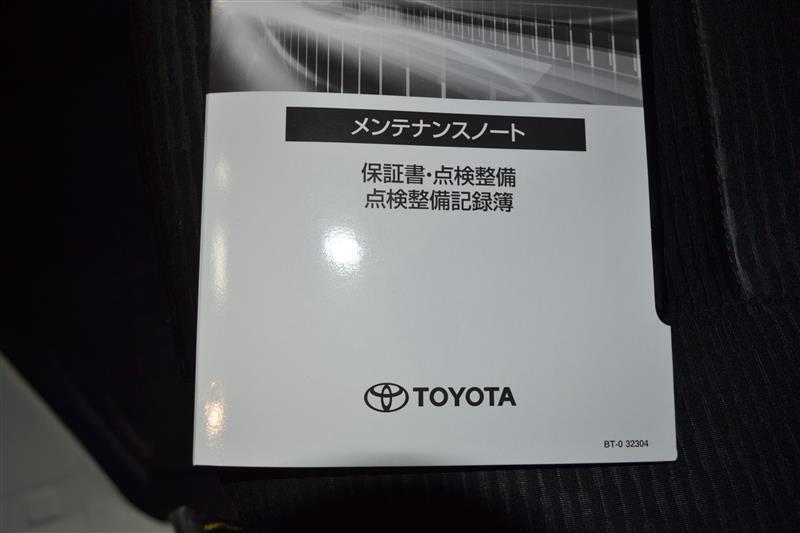 メンテナンスノート
保証書・点検整備
点検整備記録簿
TOYOTA
BT-0 32304